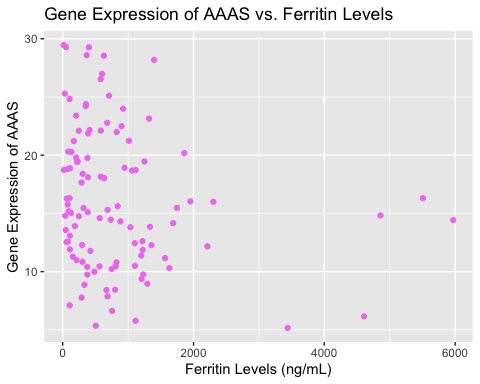 Gene Expression of AAAS vs. Ferritin Levels
30
20
10
Gene Expression of AAAS
0
2000
4000
6000
Ferritin Levels (ng/mL)